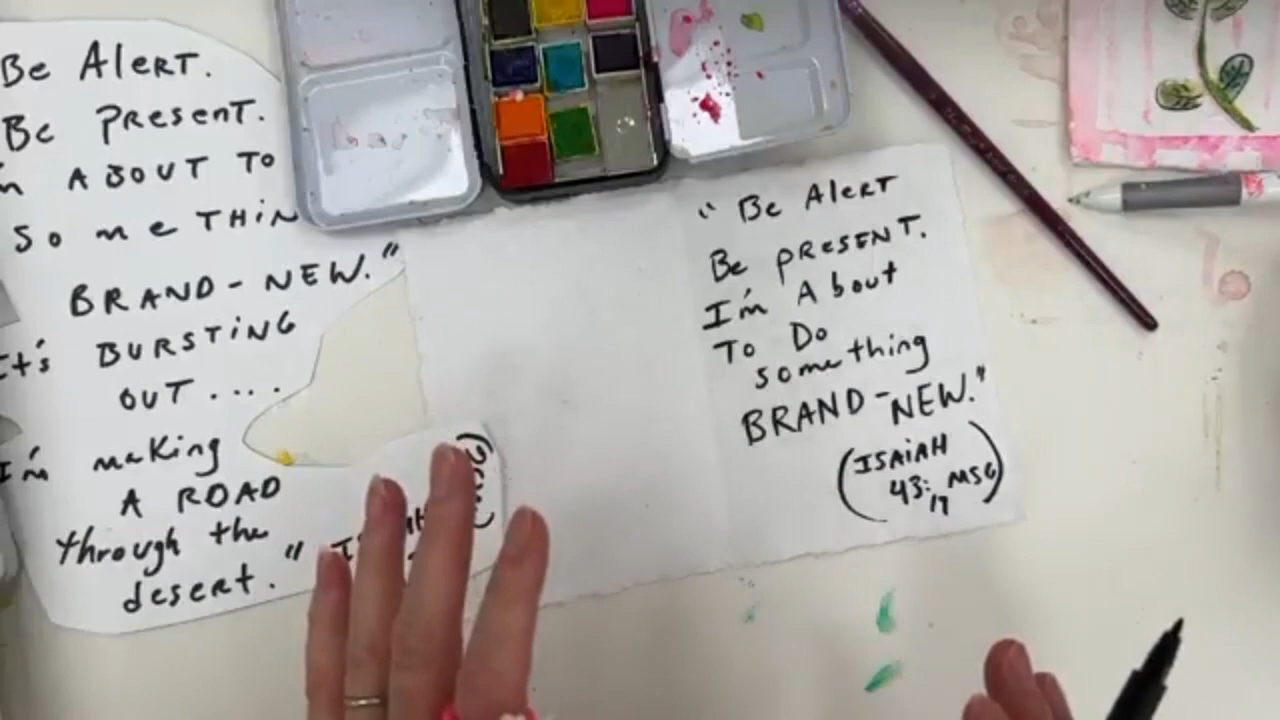 Be Alert.
Be Present.
ABOUT TO
SomeTHIN
BRAND-NEW."
It's BURSTING
OUT ....
I'm making
A ROAD
through the
desert."
"Be Alert
Be PRESENT.
I'm About
To Do
something
BRAND-NEW."
(ISAIAH
43: MSG)
19